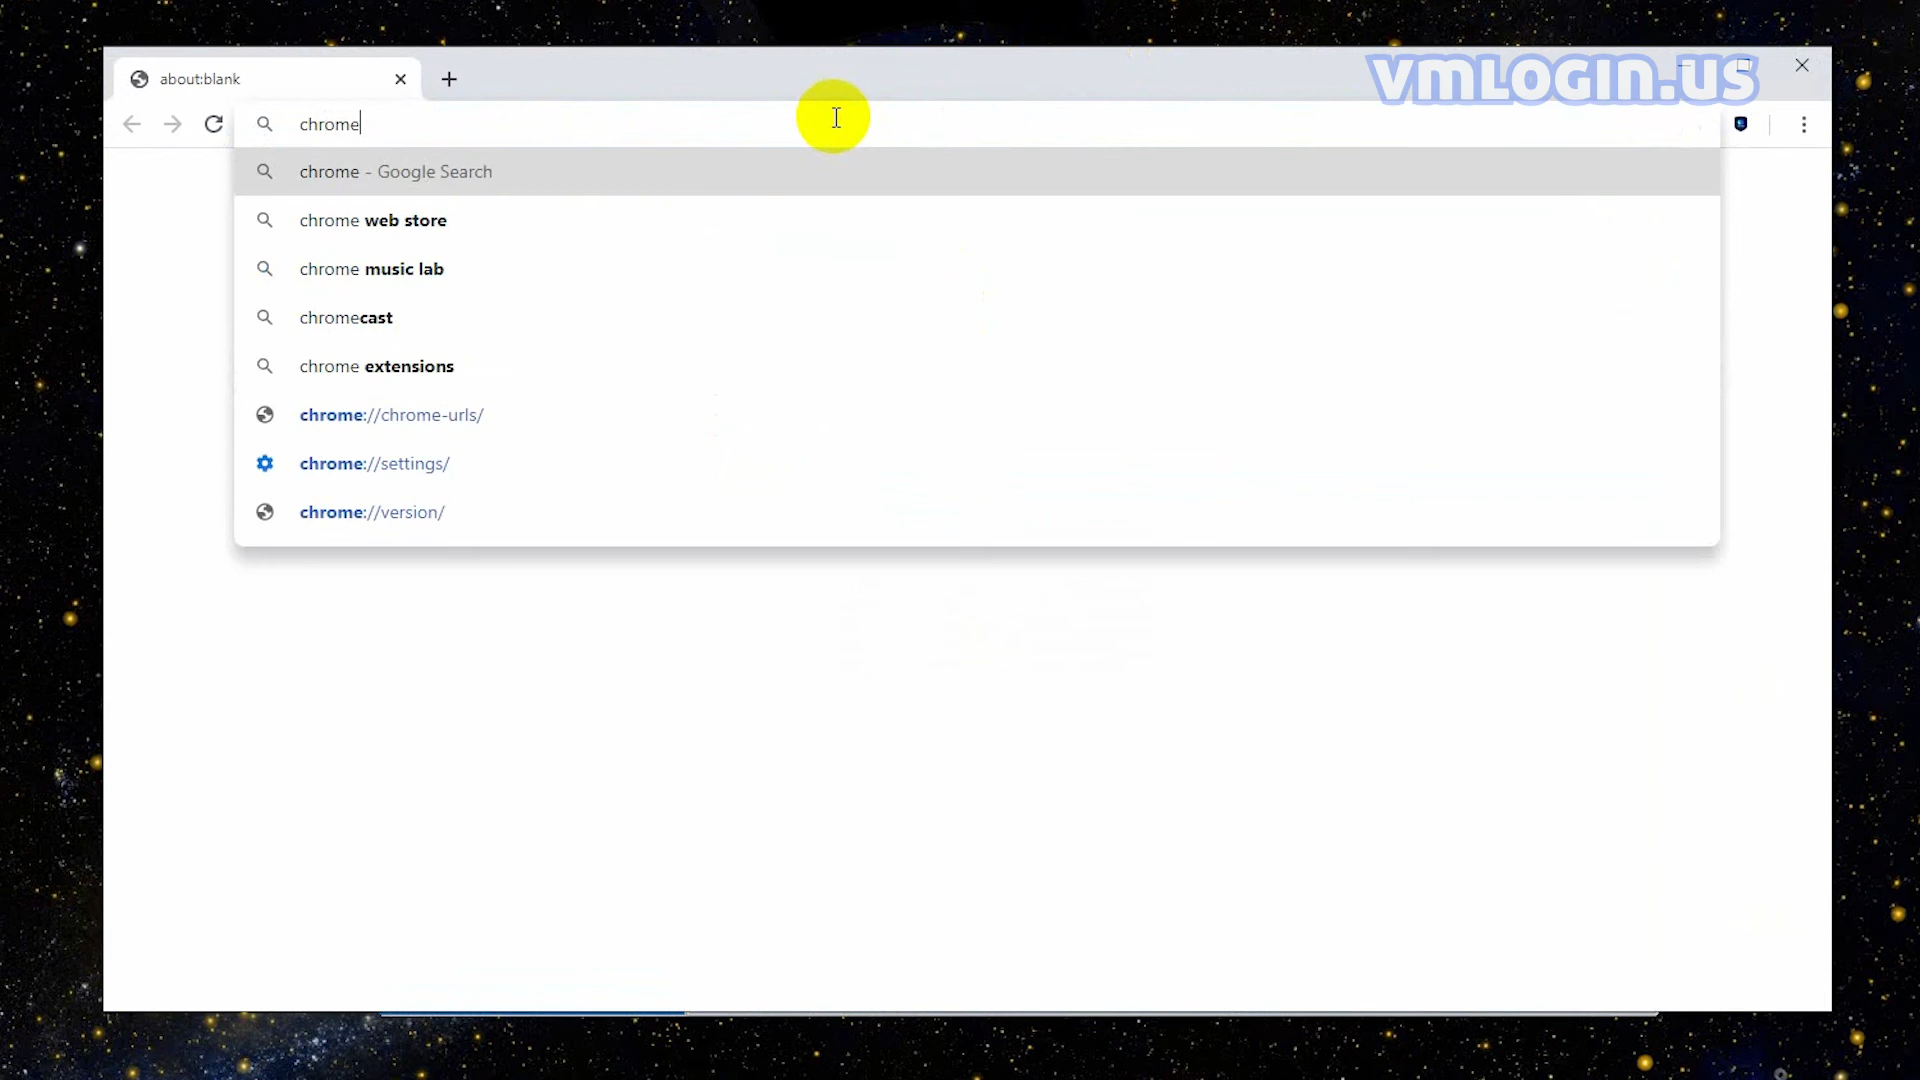 about:blank
vmLOGIN.US
chrome
chrome - Google Search
chrome web store
chrome music lab
chromecast
chrome extensions
chrome://chrome-urls/
chrome://settings/
chrome://version/